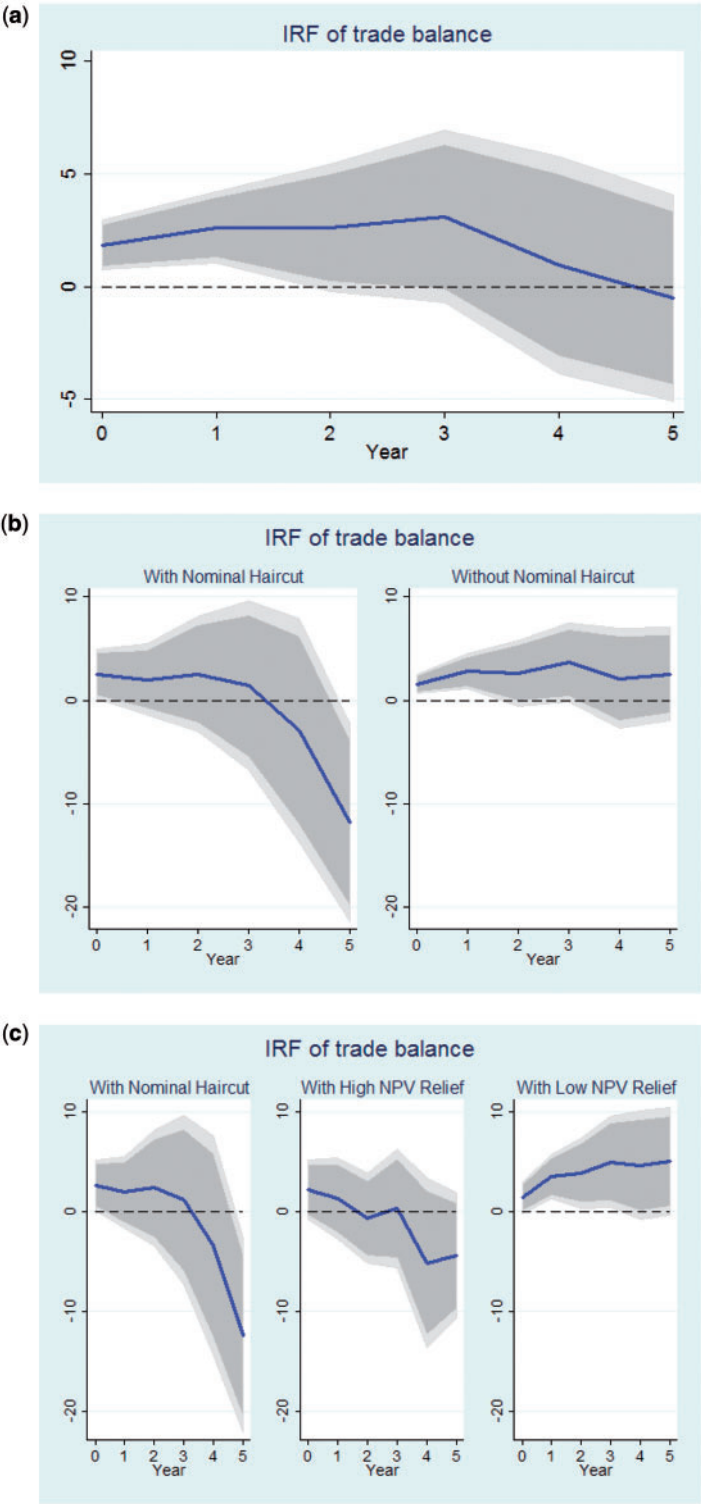 (a)
IRF of trade balance
10
5
0
-5
0 1 2 3 4 5
Year
(b)
IRF of trade balance
With Nominal Haircut Without Nominal Haircut
10 10
0 0
-10 -10
-20 -20
0 1 2 3 4 5 0 1 2 3 4 5
Year Year
(c)
IRF of trade balance
With Nominal Haircut With High NPV Relief With Low NPV Relief
10 10 10
0 0 0
-10 -10 -10
-20 -20 -20
0 1 2 3 4 5 0 1 2 3 4 5 0 1 2 3 4 5
Year Year Year